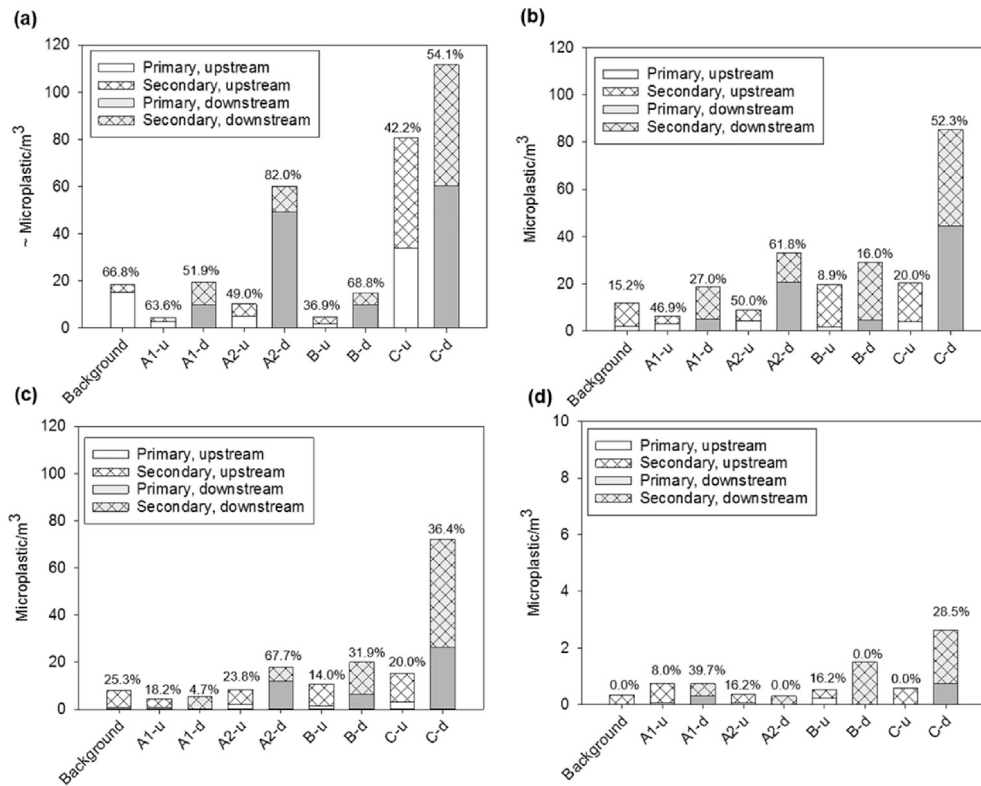 (a)
120
100
80
60
40
20
0
~ Microplastic/m³
Primary, upstream
Secondary, upstream
Primary, downstream
Secondary, downstream
66.8%
63.6%
51.9%
49.0%
82.0%
36.9%
68.8%
42.2%
54.1%
Background
A1-u
A1-d
A2-u
A2-d
B-u
B-d
C-u
C-d
(b)
120
100
80
60
40
20
0
Microplastic/m³
Primary, upstream
Secondary, upstream
Primary, downstream
Secondary, downstream
15.2%
46.9%
27.0%
50.0%
61.8%
8.9%
16.0%
20.0%
52.3%
Background
A1-u
A1-d
A2-u
A2-d
B-u
B-d
C-u
C-d
(c)
120
100
80
60
40
20
0
Microplastic/m³
Primary, upstream
Secondary, upstream
Primary, downstream
Secondary, downstream
25.3%
18.2%
4.7%
23.8%
67.7%
14.0%
31.9%
20.0%
36.4%
Background
A1-u
A1-d
A2-u
A2-d
B-u
B-d
C-u
C-d
(d)
10
8
6
4
2
0
Microplastic/m³
Primary, upstream
Secondary, upstream
Primary, downstream
Secondary, downstream
0.0%
8.0%
39.7%
16.2%
0.0%
16.2%
0.0%
0.0%
28.5%
Background
A1-u
A1-d
A2-u
A2-d
B-u
B-d
C-u
C-d